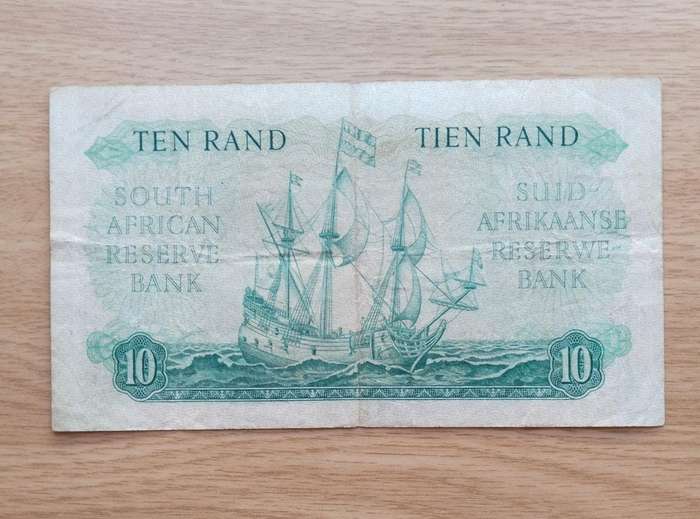 TEN RAND
TIEN RAND
SOUTH
AFRICAN
RESERVE
BANK
SUID-
AFRIKAANSE
RESERWE
BANK
10
10